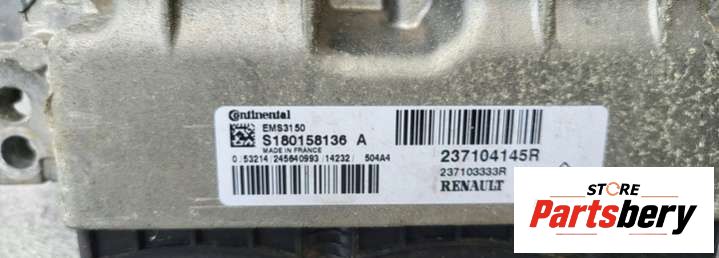 Continental
EMS3150
S180158136 A
MADE IN FRANCE
0.53214/245640993/14232/ 504A4
237104145R
237103333R
RENAULT
STORE
Partsbery